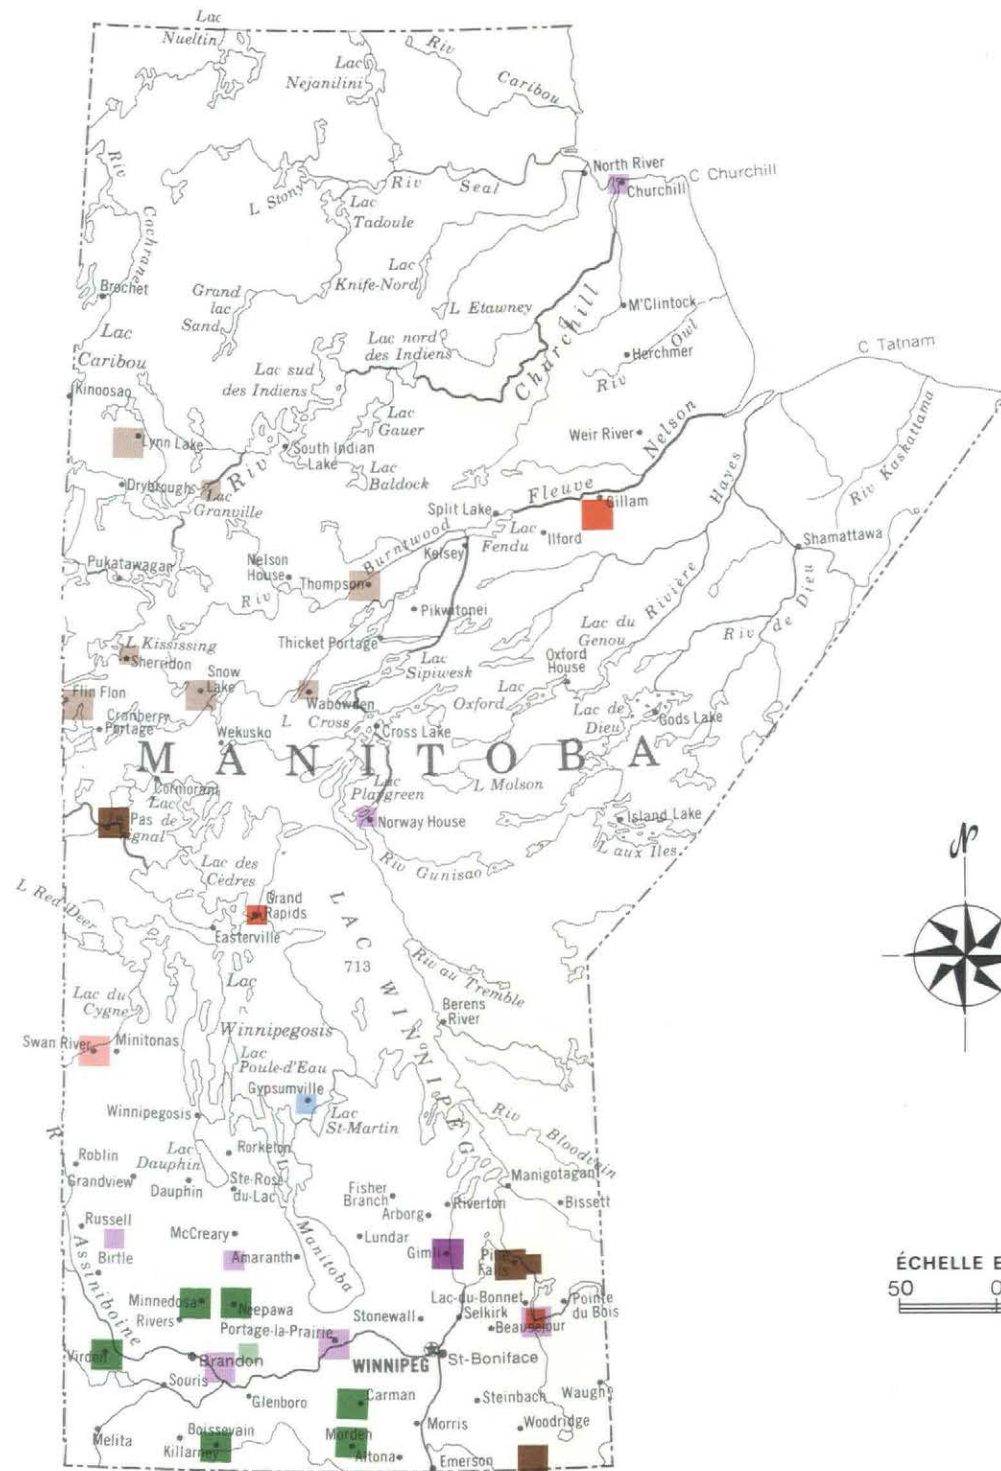 Lac
Nueltin
Riv
Lac
Nejanilini
Caribou
Riv
Cochrane
North River
C Churchill
Churchill
Riv Seal
L Stony
Lac
Tadoule
Lac
Knife-Nord
Brochet
Grand
lac
Sand
L Etawney
M'Clintock
Churchill
Lac
Caribou
Lac nord
des Indiens
Riv Owl
Herchmer
C Tatnam
Lac sud
des Indiens
Kinoosao
Lac
Gauer
Weir River
Nelson
Riv Kaskattama
Lynn Lake
South Indian
Lake
Riv
Lac
Baldock
Hayes
Drybrough
Lac
Granville
Fleuve
Gillam
Split Lake
Lac
Fendu
Ilford
Burntwood
Kelsey
Shamattawa
Pukatawagan
Nelson
House
Thompson
Riv
Pikwitonei
Rivière
Riv de Dieu
Lac du
Genou
Thicket Portage
L Kississing
Sherridon
Lac
Sipiwesk
Oxford
House
Snow
Lake
Flin Flon
Wabowden
Lac
Oxford
Lac de
Dieu
Gods Lake
Cranberry
Portage
L Cross
Cross Lake
Wekusko
MANITOBA
Cormorant
Lac
Playgreen
L Molson
Lac
Pas de
Norway House
Island Lake
L aux Iles
Riv Gunisao
Lac des
Cèdres
L Red Deer
Grand
Rapids
Easterville
LAC WINNIPEG
713
Riv au Tremble
N
Lac du
Cygne
Lac
Winnipegosis
Berens
River
Swan River
Minitonas
Lac
Poule-d'Eau
Gypsumville
Winnipegosis
Lac
St-Martin
Riv Bloodvein
R
Roblin
Lac
Dauphin
Rorketon
L
Grandview
Dauphin
Ste-Rose-
du-Lac
Fisher
Branch
Manigotagan
Bissett
Russell
Arborg
Riverton
McCreary
Lundar
Manitoba
Birtle
Amaranth
Gimli
Pine
Falls
ÉCHELLE E
50
0
Assiniboine
Minnedosa
Neepawa
Lac-du-Bonnet
Pointe
du Bois
Rivers
Stonewall
Selkirk
Portage-la-Prairie
Beausejour
Virden
Brandon
WINNIPEG
St-Boniface
Souris
Glenboro
Carman
Steinbach
Waugh
Melita
Boissevain
Morris
Woodridge
Killarney
Morden
Altona
Emerson